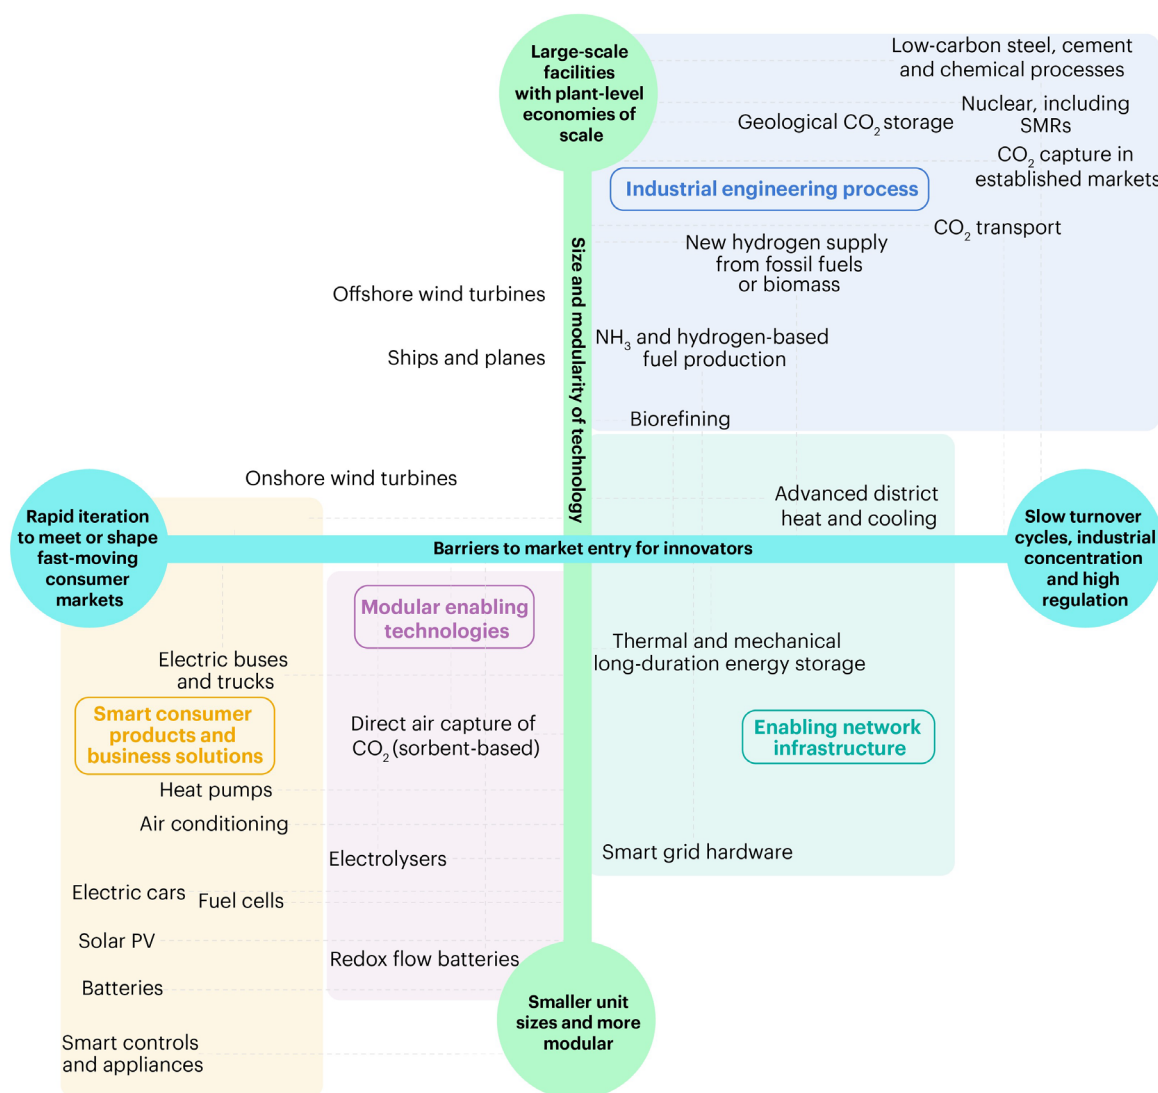 Large-scale
facilities
with plant-level
economies of
scale
Low-carbon steel, cement
and chemical processes
Nuclear, including
SMRs
Geological CO₂ storage
CO₂ capture in
established markets
Industrial engineering process
CO₂ transport
New hydrogen supply
from fossil fuels
or biomass
Size and modularity of technology
Offshore wind turbines
NH₃ and hydrogen-based
fuel production
Ships and planes
Biorefining
Onshore wind turbines
Advanced district
heat and cooling
Rapid iteration
to meet or shape
fast-moving
consumer
markets
Barriers to market entry for innovators
Slow turnover
cycles, industrial
concentration
and high
regulation
Modular enabling
technologies
Thermal and mechanical
long-duration energy storage
Electric buses
and trucks
Smart consumer
products and
business solutions
Direct air capture of
CO₂ (sorbent-based)
Enabling network
infrastructure
Heat pumps
Air conditioning
Electrolysers
Smart grid hardware
Electric cars
Fuel cells
Solar PV
Redox flow batteries
Batteries
Smaller unit
sizes and more
modular
Smart controls
and appliances